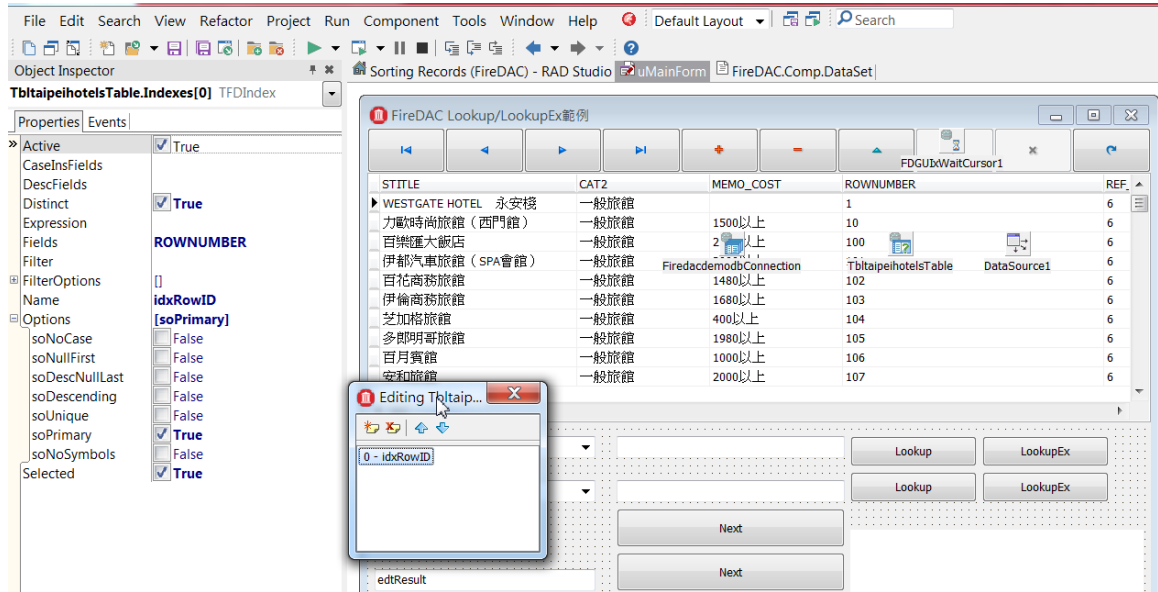 File Edit Search View Refactor Project Run Component Tools Window Help Default Layout Search
Object Inspector
TbltaipeihotelsTable.Indexes[0] TFDIndex
Properties Events
Active True
CaseInsFields
DescFields
Distinct True
Expression
Fields ROWNUMBER
Filter
FilterOptions []
Name idxRowID
Options [soPrimary]
soNoCase False
soNullFirst False
soDescNullLast False
soDescending False
soUnique False
soPrimary True
soNoSymbols False
Selected True
Sorting Records (FireDAC) - RAD Studio uMainForm FireDAC.Comp.DataSet
FireDAC Lookup/LookupEx範例
FDGUIxWaitCursor1
STITLE CAT2 MEMO_COST ROWNUMBER REF_
WESTGATE HOTEL 永安棧 一般旅館 1 6
力歐時尚旅館(西門館) 一般旅館 1500以上 10 6
百樂匯大飯店 一般旅館 以上 100 6
伊都汽車旅館(SPA會館) 一般旅館 6
FiredacdemodbConnection TbltaipeihotelsTable DataSource1
百花商務旅館 一般旅館 1480以上 102 6
伊倫商務旅館 一般旅館 1680以上 103 6
芝加格旅館 一般旅館 400以上 104 6
多郎明哥旅館 一般旅館 1980以上 105 6
百月賓館 一般旅館 1000以上 106 6
安和旅館 一般旅館 2000以上 107 6
Editing Tbltaip...
0 - idxRowID
Lookup LookupEx
Lookup LookupEx
Next
Next
edtResult